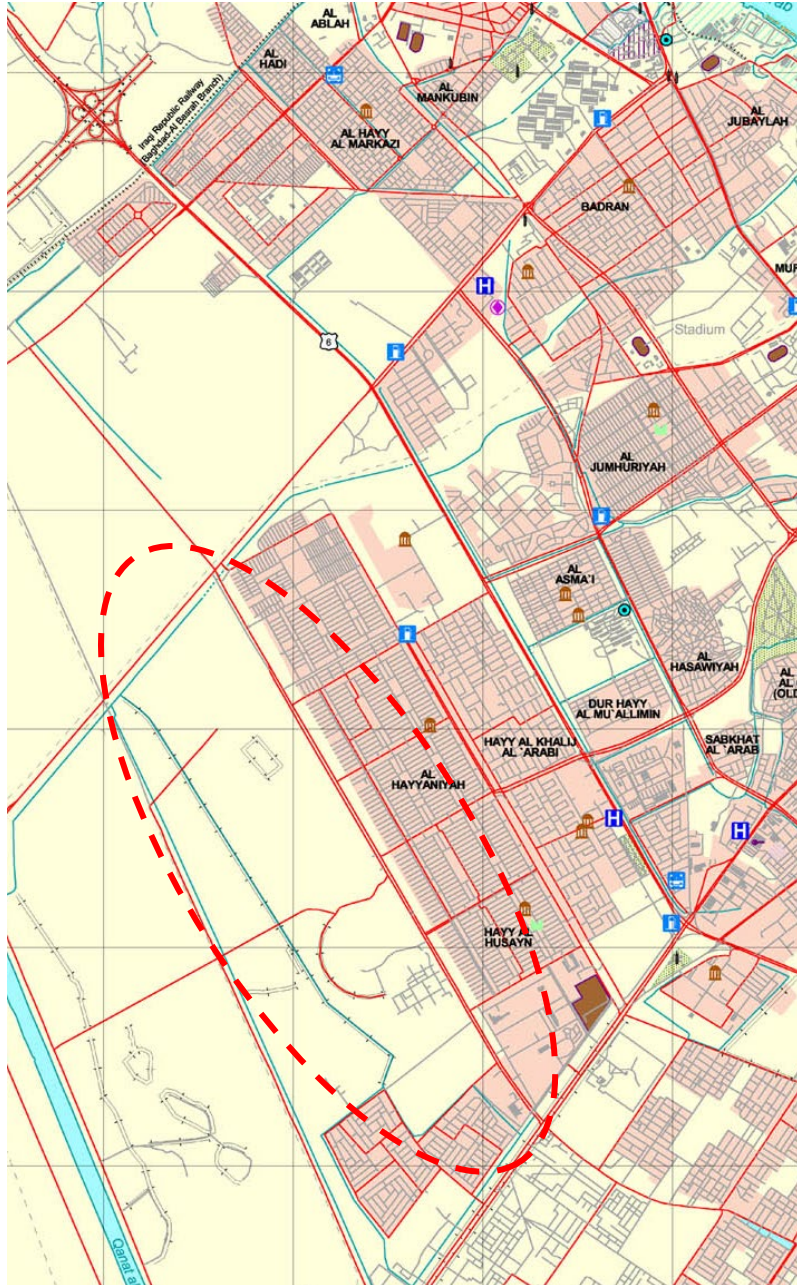 AL
ABLAH
AL
HADI
AL
MANKUBIN
Iraqi Republic Railway
(Baghdad-Al Basrah Branch)
AL HAYY
AL MARKAZI
AL
JUBAYLAH
BADRAN
H
6
Stadium
AL
JUMHURIYAH
AL
ASMA'I
AL
HASAWIYAH
DUR HAYY
AL MU`ALLIMIN
HAYY AL KHALIJ
AL `ARABI
SABKHAT
AL `ARAB
AL
AL
(OLD
AL
HAYYANIYAH
H
H
HAYY AL
HUSAYN
Qanat a